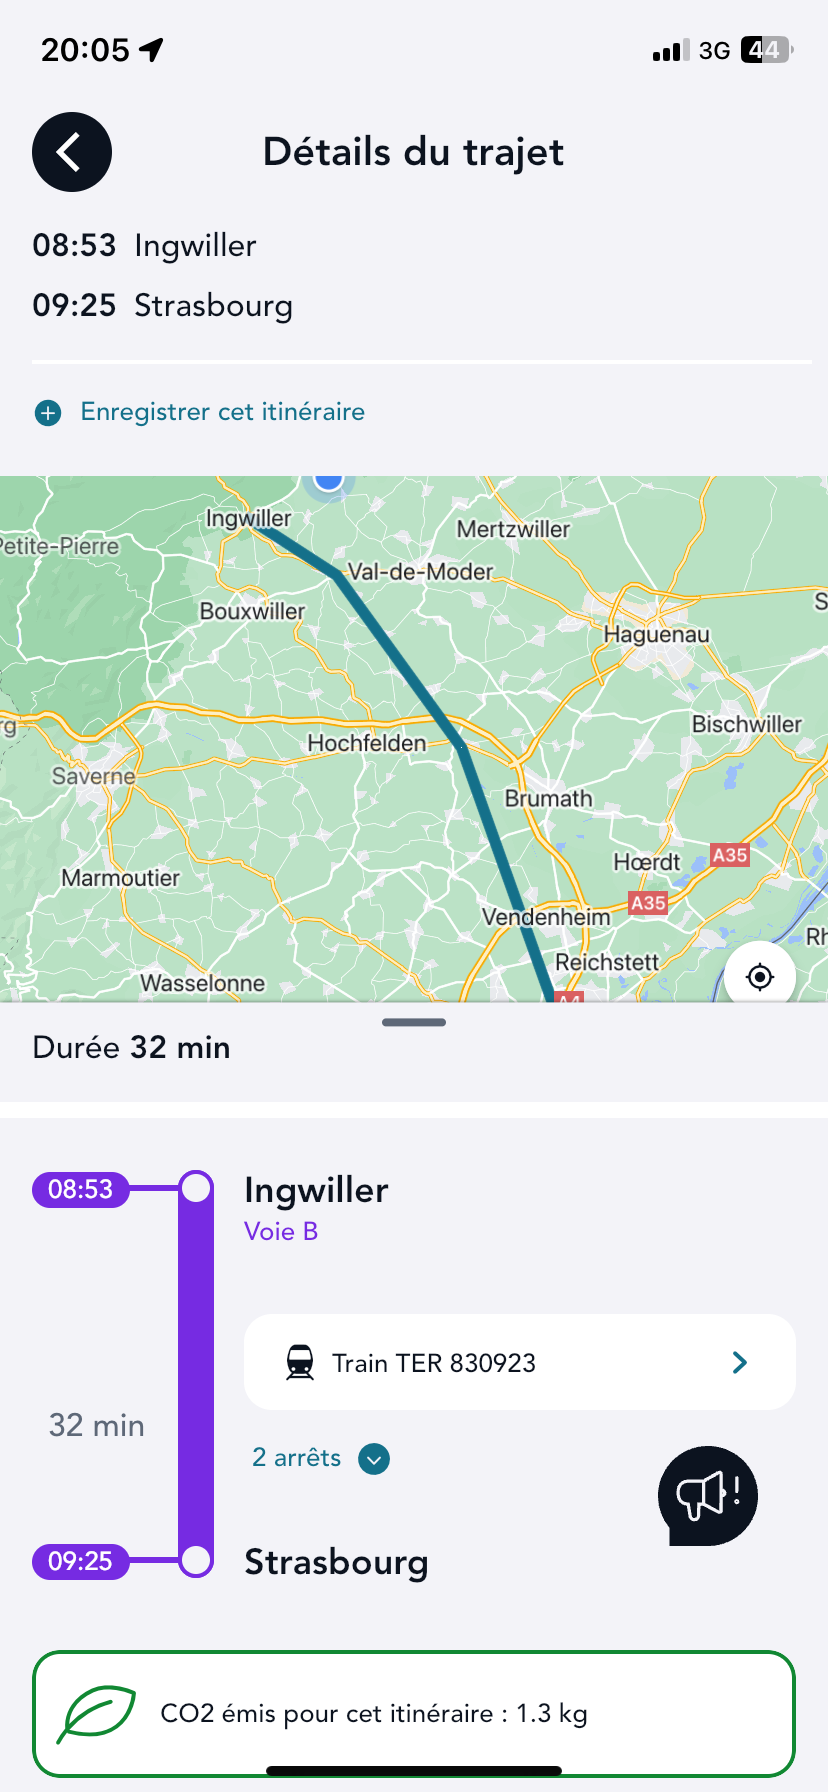 20:05 3G 44
Détails du trajet
08:53 Ingwiller
09:25 Strasbourg
Enregistrer cet itinéraire
Ingwiller
Mertzwiller
Petite-Pierre
Val-de-Moder
Bouxwiller
Haguenau
Bischwiller
Hochfelden
Saverne
Brumath
A35
Hœrdt
Marmoutier
A35
Vendenheim
Reichstett
Wasselonne
Durée 32 min
08:53 Ingwiller
Voie B
Train TER 830923
32 min
2 arrêts
09:25 Strasbourg
CO2 émis pour cet itinéraire : 1.3 kg